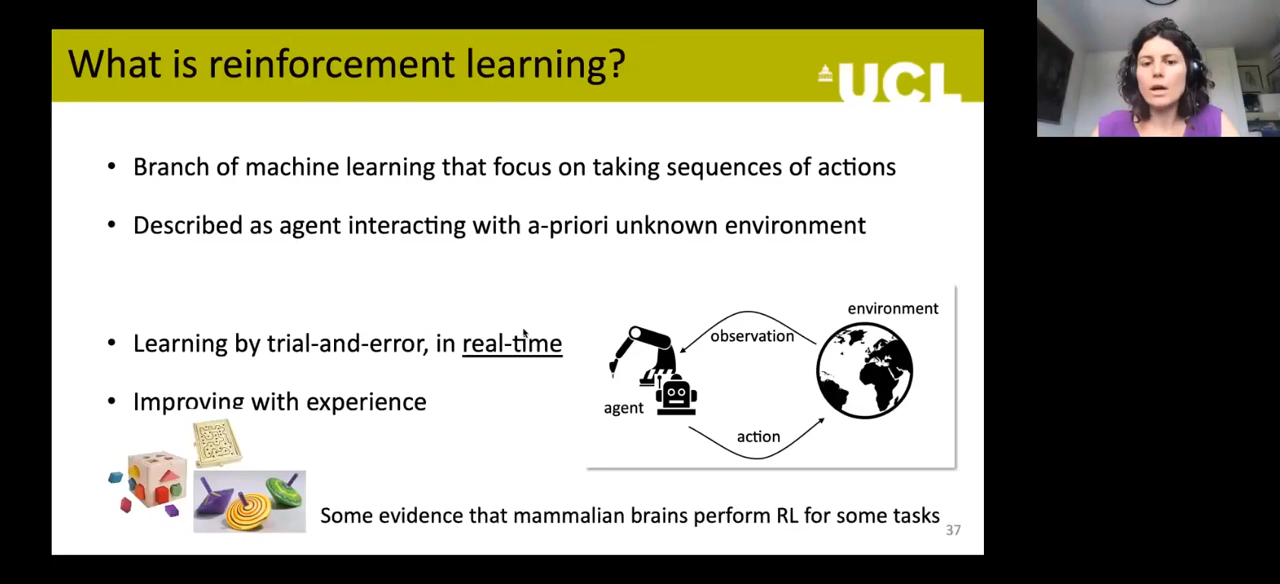 What is reinforcement learning?
UCL
• Branch of machine learning that focus on taking sequences of actions
• Described as agent interacting with a-priori unknown environment
• Learning by trial-and-error, in real-time
• Improving with experience
environment
observation
agent
action
Some evidence that mammalian brains perform RL for some tasks
37